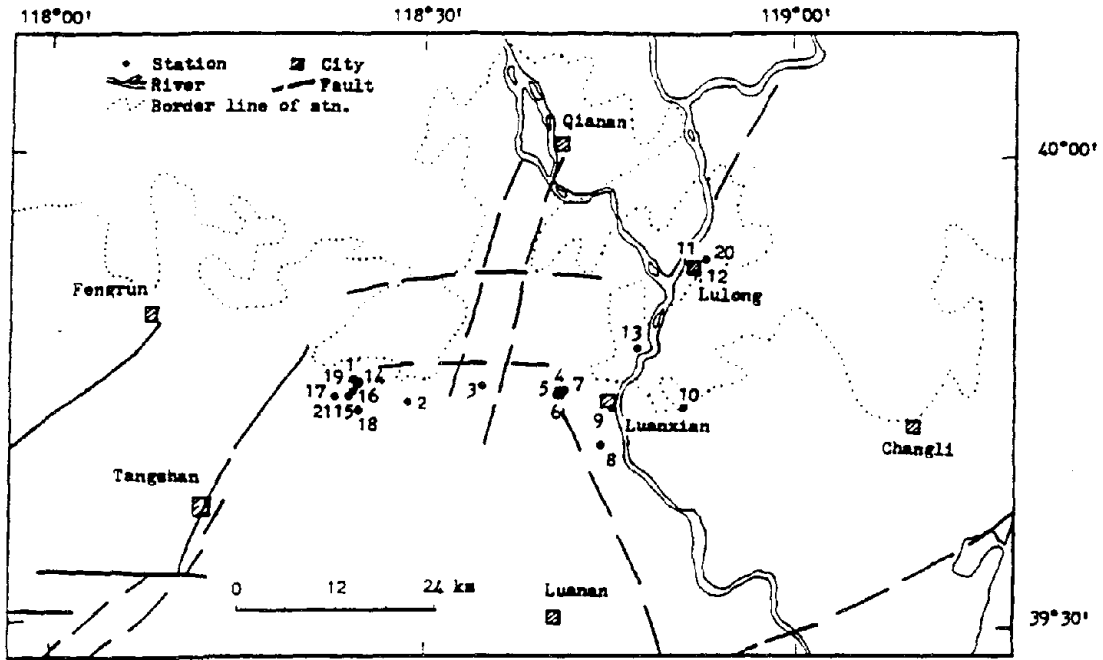 118°00' 118°30' 119°00'
Station City
River Fault
Border line of mtn.
Qianan
40°00'
11 20
12
Fengrun Lulong
13
1
19 14 3 4 7
17 16 2 5 10
21 15 6 9 Luanxian
18 8 Changli
Tangshan
0 12 24 km
Luanan
39°30'